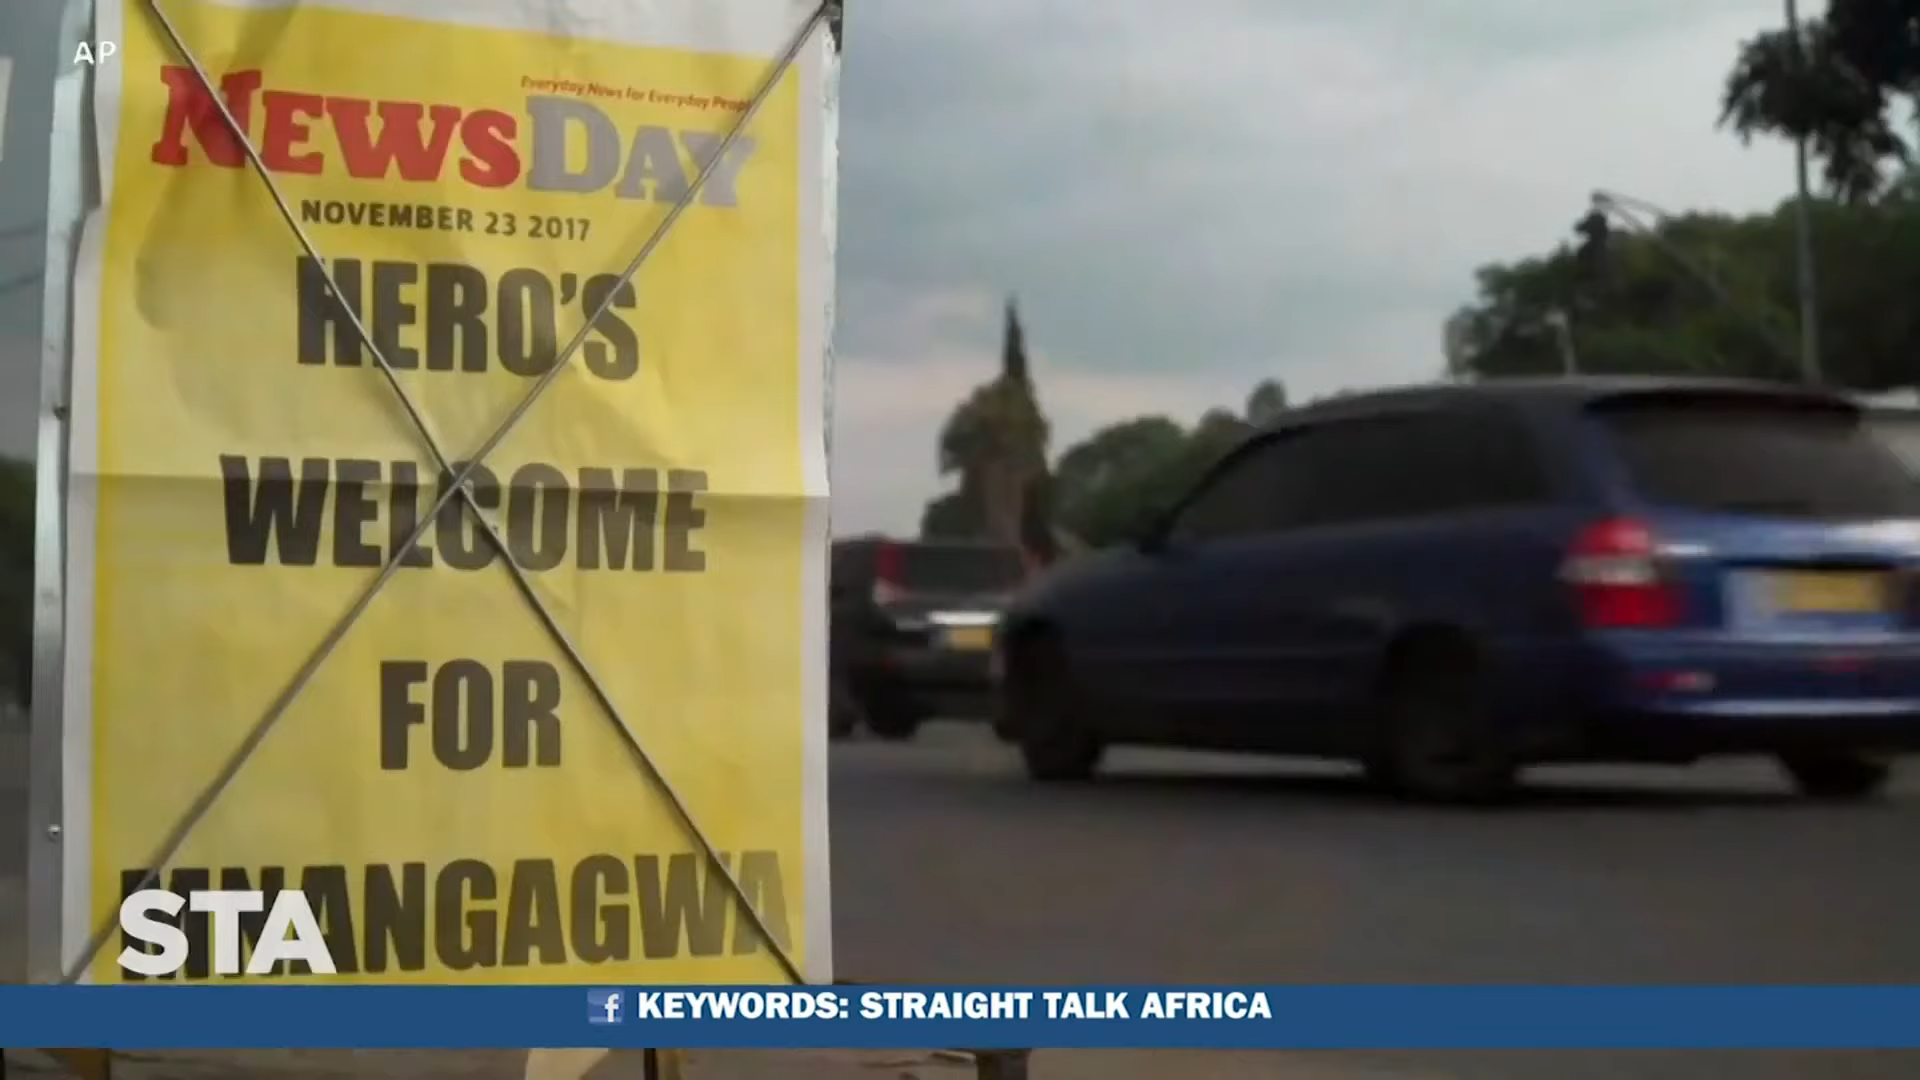 AP
Everyday News for Everyday People
NEWSDAY
NOVEMBER 23 2017
HERO'S
WELCOME
FOR
MNANGAGWA
STA
f KEYWORDS: STRAIGHT TALK AFRICA